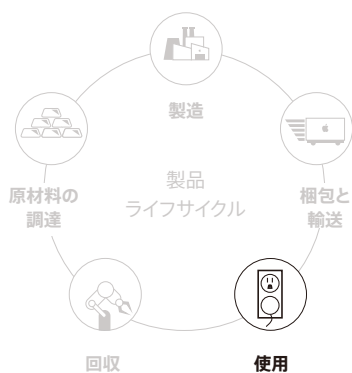 製造
原材料の
調達
製品
ライフサイクル
梱包と
輸送
回収
使用